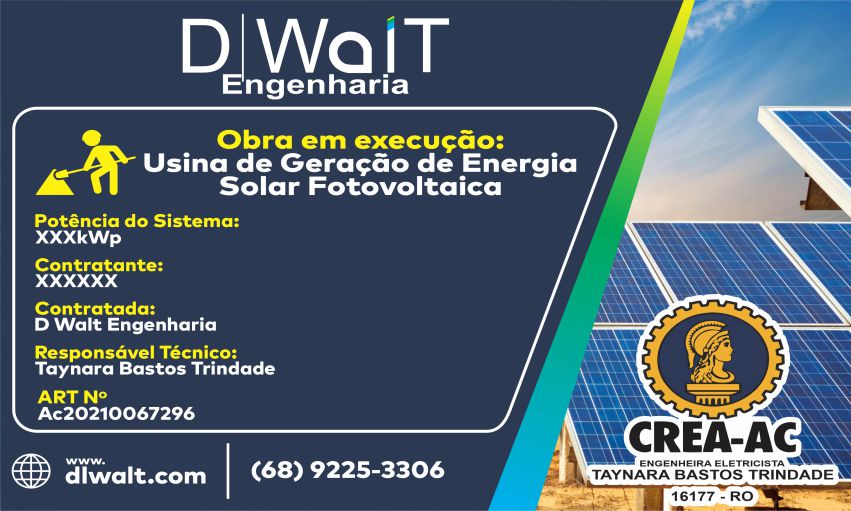 D WalT
Engenharia
Obra em execução:
Usina de Geração de Energia
Solar Fotovoltaica
Potência do Sistema:
XXXkWp
Contratante:
XXXXXX
Contratada:
D Walt Engenharia
Responsável Técnico:
Taynara Bastos Trindade
ART Nº
Ac20210067296
www.
dlwalt.com
(68) 9225-3306
CREA-AC
ENGENHEIRA ELETRICISTA
TAYNARA BASTOS TRINDADE
16177 - RO